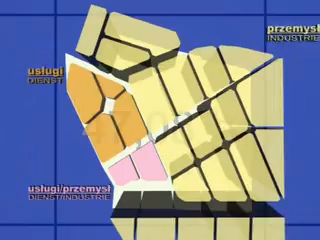 przemysł
INDUSTRIE
usługi
DIENST
usługi/przemysł
DIENST/INDUSTRIE